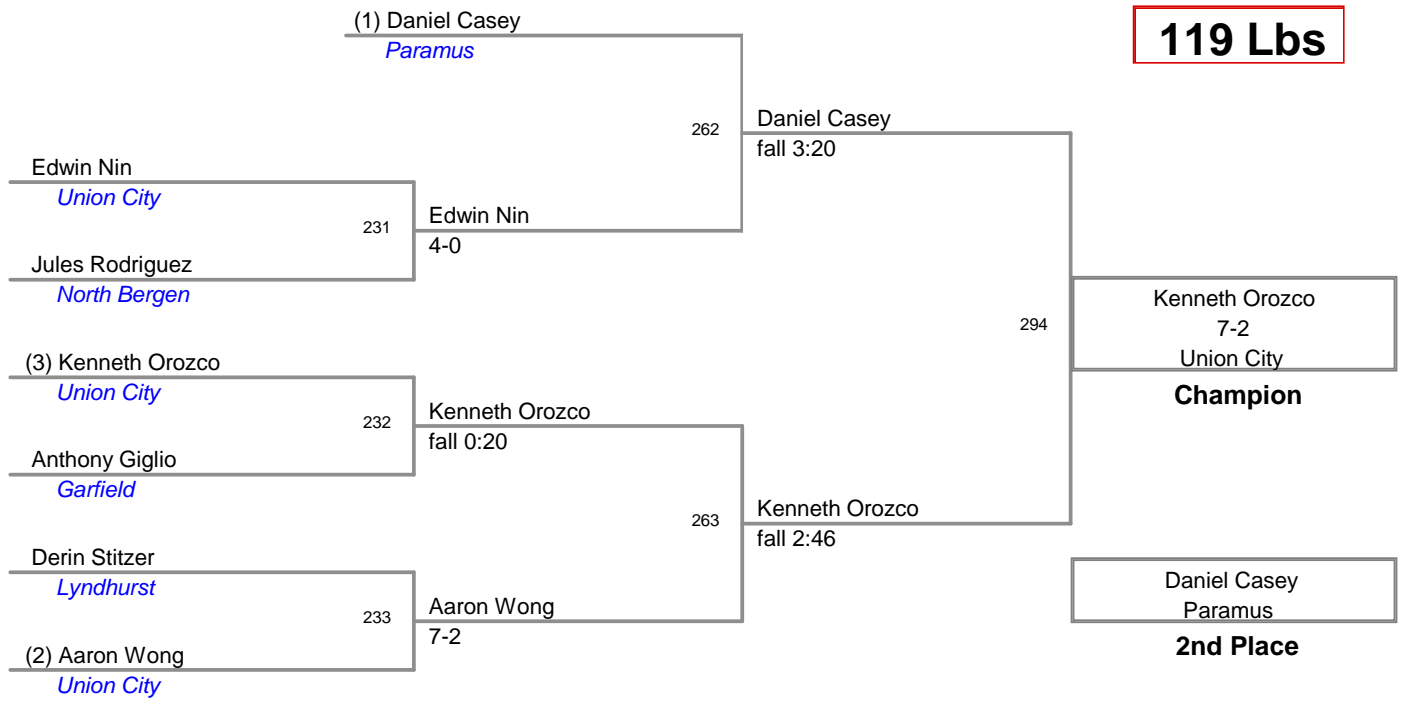 (1) Daniel Casey
Paramus
119 Lbs
262
Daniel Casey
fall 3:20
Edwin Nin
Union City
231
Edwin Nin
4-0
Jules Rodriguez
North Bergen
294
Kenneth Orozco
7-2
Union City
Champion
(3) Kenneth Orozco
Union City
232
Kenneth Orozco
fall 0:20
Anthony Giglio
Garfield
263
Kenneth Orozco
fall 2:46
Derin Stitzer
Lyndhurst
233
Aaron Wong
7-2
(2) Aaron Wong
Union City
Daniel Casey
Paramus
2nd Place